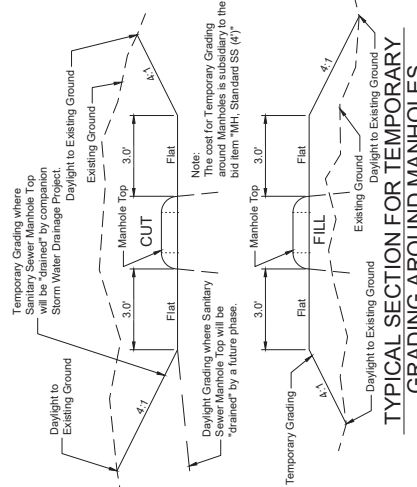 Temporary Grading where
Sanitary Sewer Manhole Top
will be "drained" by companion
Storm Water Drainage Project.
Daylight to Existing Ground
Existing Ground
Daylight to
Existing Ground
4:1
4:1
3.0'
3.0'
Manhole Top
CUT
Flat
Flat
Daylight Grading where Sanitary
Sewer Manhole Top will be
"drained" by a future phase.
Note:
The cost for Temporary Grading
around Manholes is subsidiary to the
bid item "MH, Standard SS (4')"
Manhole Top
3.0'
3.0'
Temporary Grading
Flat
Flat
FILL
4:1
4:1
Daylight to Existing Ground
Existing Ground
Daylight to Existing Ground
TYPICAL SECTION FOR TEMPORARY
GRADING AROUND MANHOLES